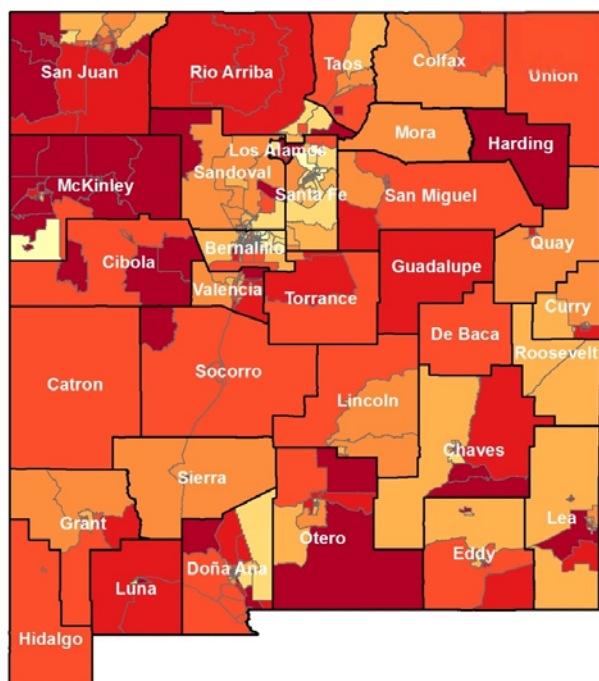 San Juan
Rio Arriba
Taos
Colfax
Union
Mora
Harding
Los Alamos
Sandoval
Santa Fe
McKinley
San Miguel
Quay
Bernalillo
Cibola
Guadalupe
Valencia
Torrance
Curry
De Baca
Roosevelt
Catron
Socorro
Lincoln
Chaves
Sierra
Grant
Otero
Lea
Eddy
Doña Ana
Luna
Hidalgo